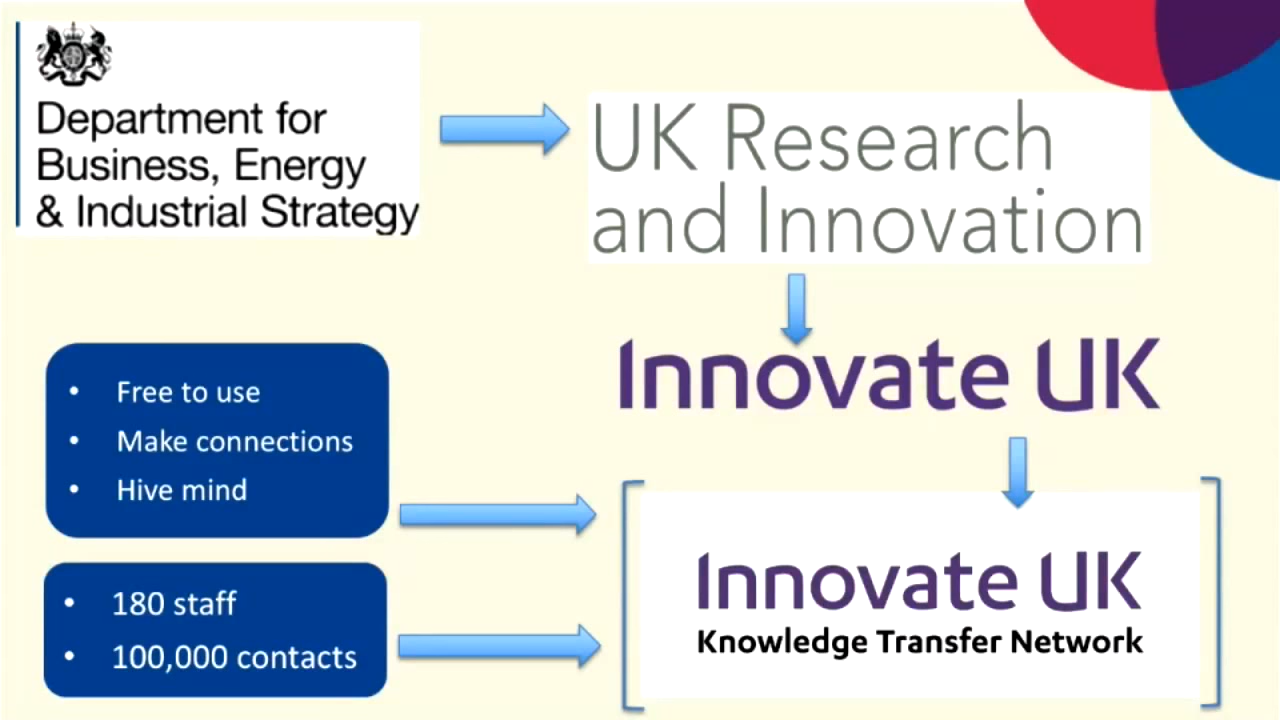 Department for
Business, Energy
& Industrial Strategy
UK Research
and Innovation
Innovate UK
• Free to use
• Make connections
• Hive mind
• 180 staff
• 100,000 contacts
Innovate UK
Knowledge Transfer Network